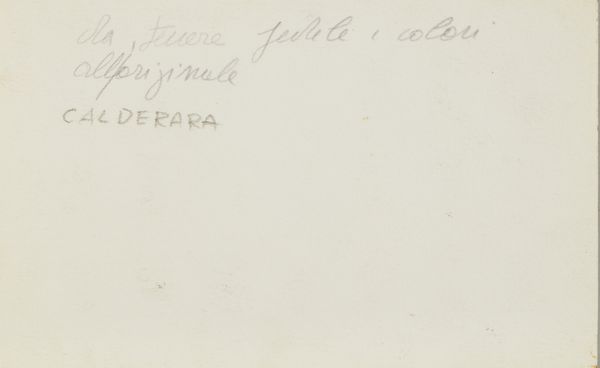 da tenere fedele i colori
all'originale
CALDERARA